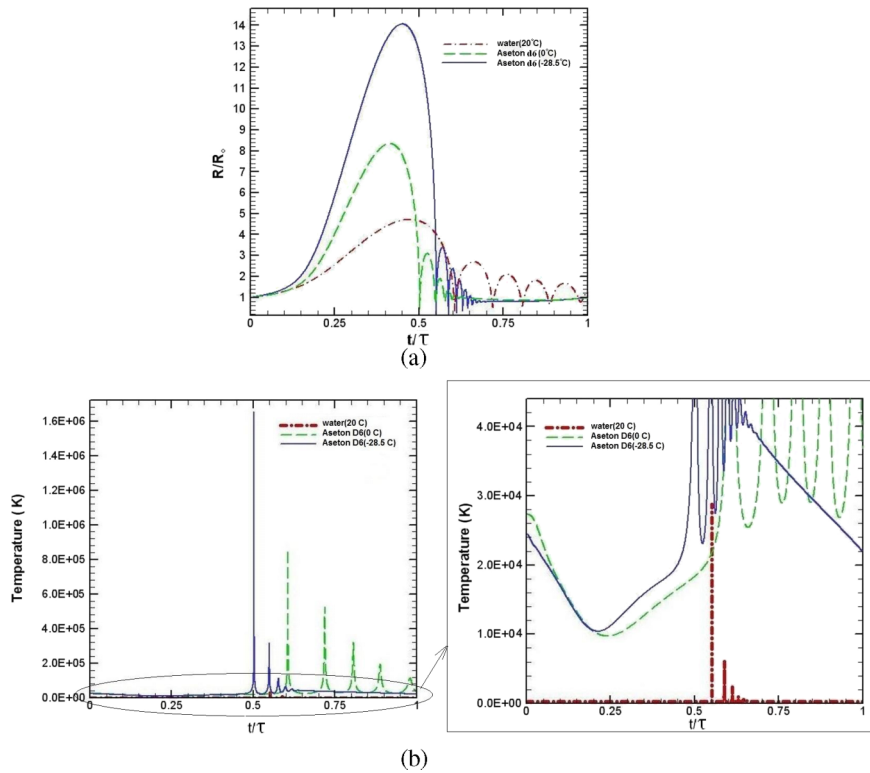 14
13
12
11
10
9
8
7
6
5
4
3
2
1
R/R。
water(20°C)
Aseton d6 (0°C)
Aseton d6 (-28.5°C)
0 0.25 0.5 0.75 1
t/τ
(a)
1.6E+06
1.4E+06
1.2E+06
1.0E+06
8.0E+05
6.0E+05
4.0E+05
2.0E+05
0.0E+00
Temperature (K)
water(20 C)
Aseton D6(0 C)
Aseton D6(-28.5 C)
0 0.25 0.5 0.75 1
t/τ
4.0E+04
3.0E+04
2.0E+04
1.0E+04
0.0E+00
Temperature (K)
water(20 C)
Aseton D6(0 C)
Aseton D6(-28.5 C)
0 0.25 0.5 0.75 1
t/τ
(b)